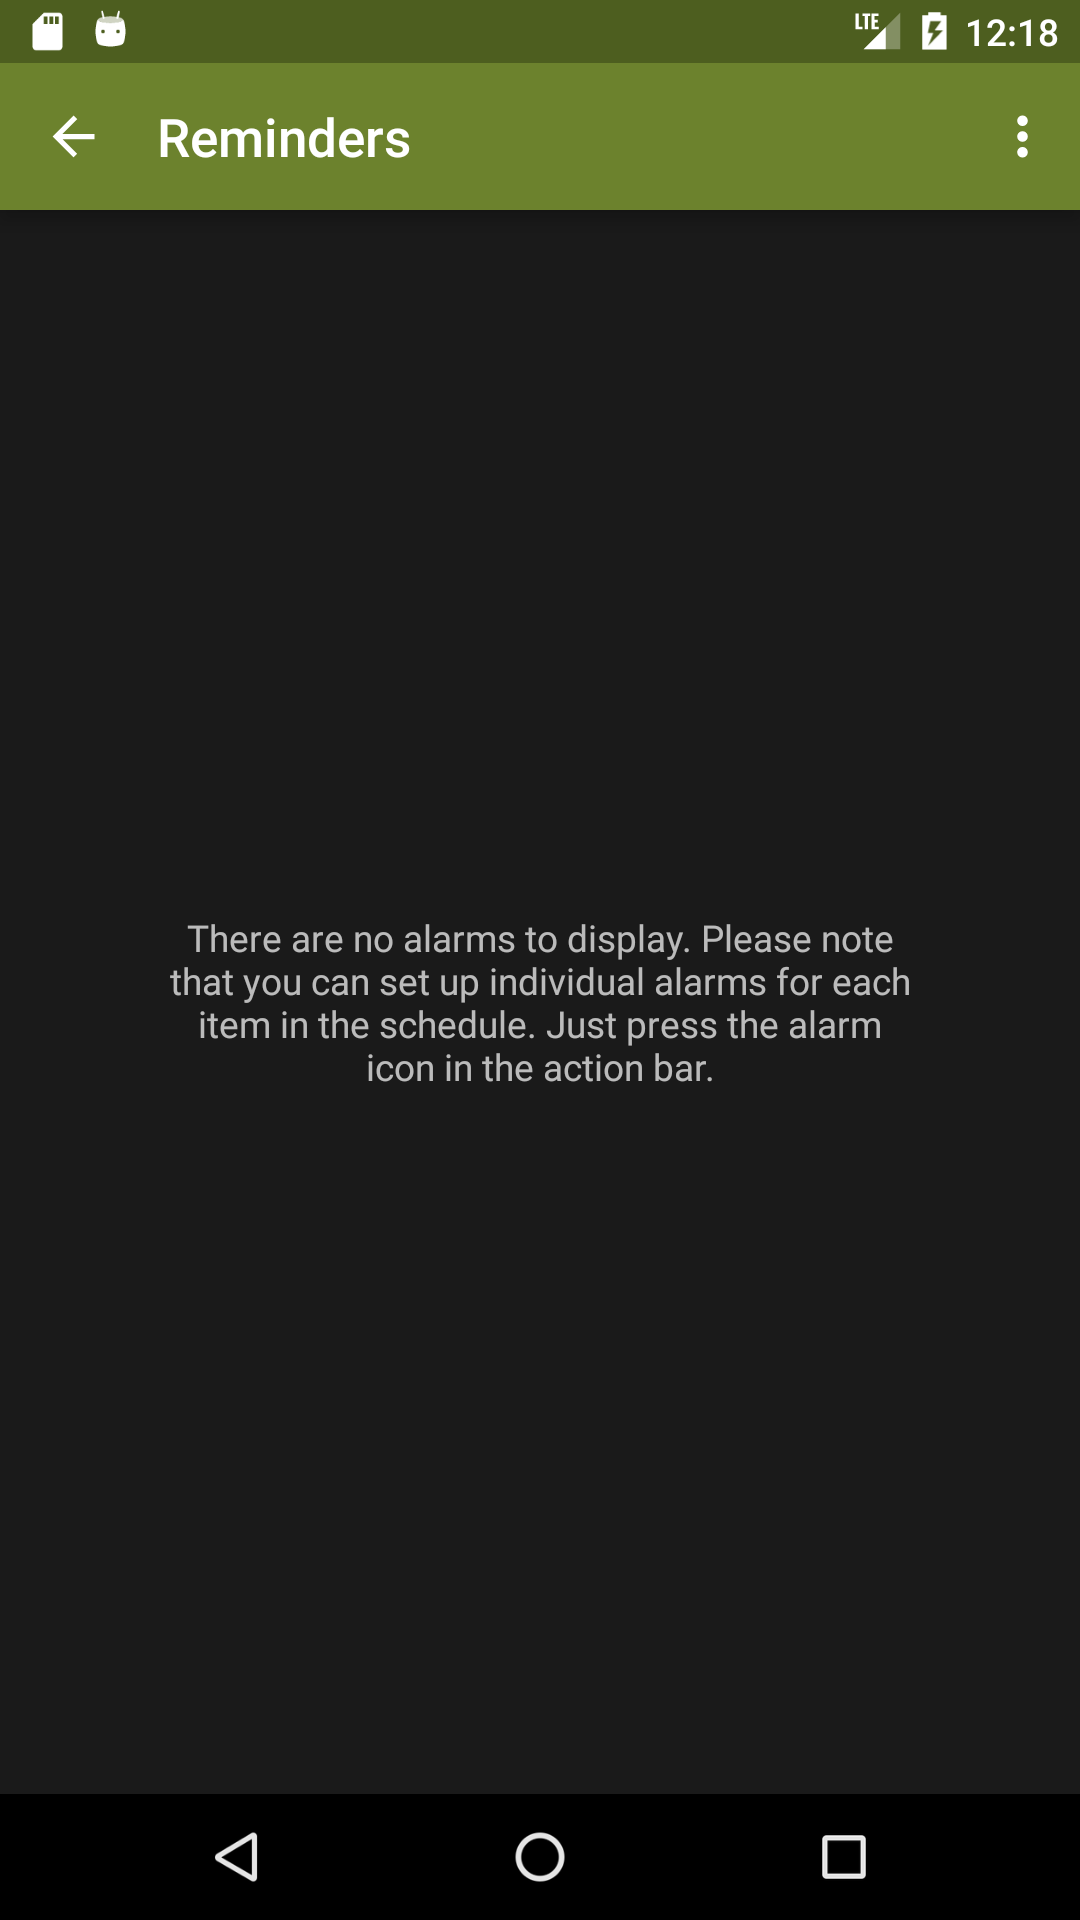 LTE 12:18
Reminders
There are no alarms to display. Please note
that you can set up individual alarms for each
item in the schedule. Just press the alarm
icon in the action bar.